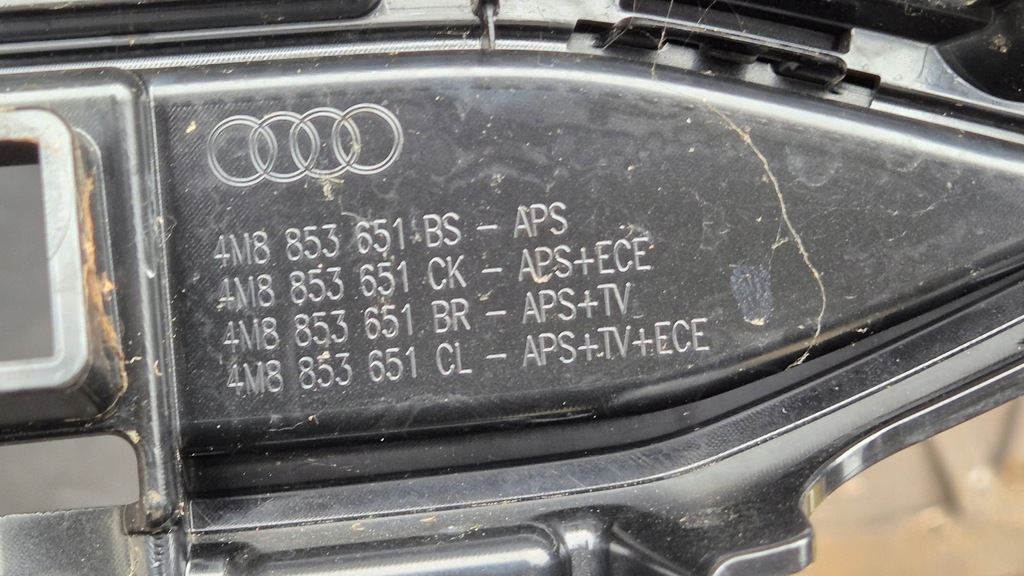 4M8 853 651 BS - APS
4M8 853 651 CK - APS+ECE
4M8 853 651 BR - APS+TV
4M8 853 651 CL - APS+TV+ECE